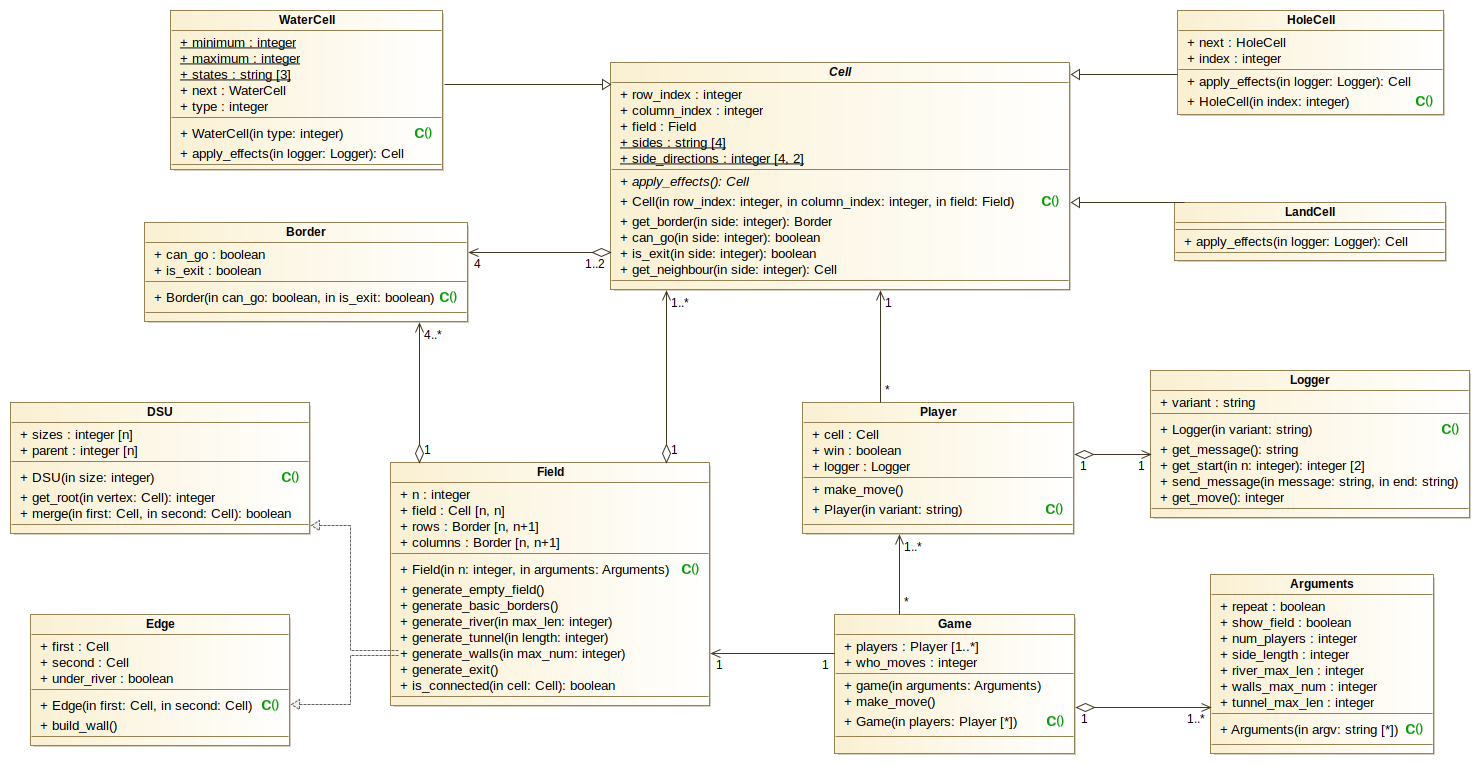 WaterCell
+ minimum : integer
+ maximum : integer
+ states : string [3]
+ next : WaterCell
+ type : integer
+ WaterCell(in type: integer) C()
+ apply_effects(in logger: Logger): Cell
Cell
+ row_index : integer
+ column_index : integer
+ field : Field
+ sides : string [4]
+ side_directions : integer [4, 2]
+ apply_effects(): Cell
+ Cell(in row_index: integer, in column_index: integer, in field: Field) C()
+ get_border(in side: integer): Border
+ can_go(in side: integer): boolean
+ is_exit(in side: integer): boolean
+ get_neighbour(in side: integer): Cell
HoleCell
+ next : HoleCell
+ index : integer
+ apply_effects(in logger: Logger): Cell
+ HoleCell(in index: integer) C()
LandCell
+ apply_effects(in logger: Logger): Cell
Border
+ can_go : boolean
+ is_exit : boolean
+ Border(in can_go: boolean, in is_exit: boolean) C()
4
1..2
4..*
1
1..*
1
1
*
DSU
+ sizes : integer [n]
+ parent : integer [n]
+ DSU(in size: integer) C()
+ get_root(in vertex: Cell): integer
+ merge(in first: Cell, in second: Cell): boolean
Field
+ n : integer
+ field : Cell [n, n]
+ rows : Border [n, n+1]
+ columns : Border [n, n+1]
+ Field(in n: integer, in arguments: Arguments) C()
+ generate_empty_field()
+ generate_basic_borders()
+ generate_river(in max_len: integer)
+ generate_tunnel(in length: integer)
+ generate_walls(in max_num: integer)
+ generate_exit()
+ is_connected(in cell: Cell): boolean
Player
+ cell : Cell
+ win : boolean
+ logger : Logger
+ make_move()
+ Player(in variant: string) C()
1
1
Logger
+ variant : string
+ Logger(in variant: string) C()
+ get_message(): string
+ get_start(in n: integer): integer [2]
+ send_message(in message: string, in end: string)
+ get_move(): integer
1..*
*
Edge
+ first : Cell
+ second : Cell
+ under_river : boolean
+ Edge(in first: Cell, in second: Cell) C()
+ build_wall()
1
1
Game
+ players : Player [1..*]
+ who_moves : integer
+ game(in arguments: Arguments)
+ make_move()
+ Game(in players: Player [*]) C()
1
1..*
Arguments
+ repeat : boolean
+ show_field : boolean
+ num_players : integer
+ side_length : integer
+ river_max_len : integer
+ walls_max_num : integer
+ tunnel_max_len : integer
+ Arguments(in argv: string [*]) C()